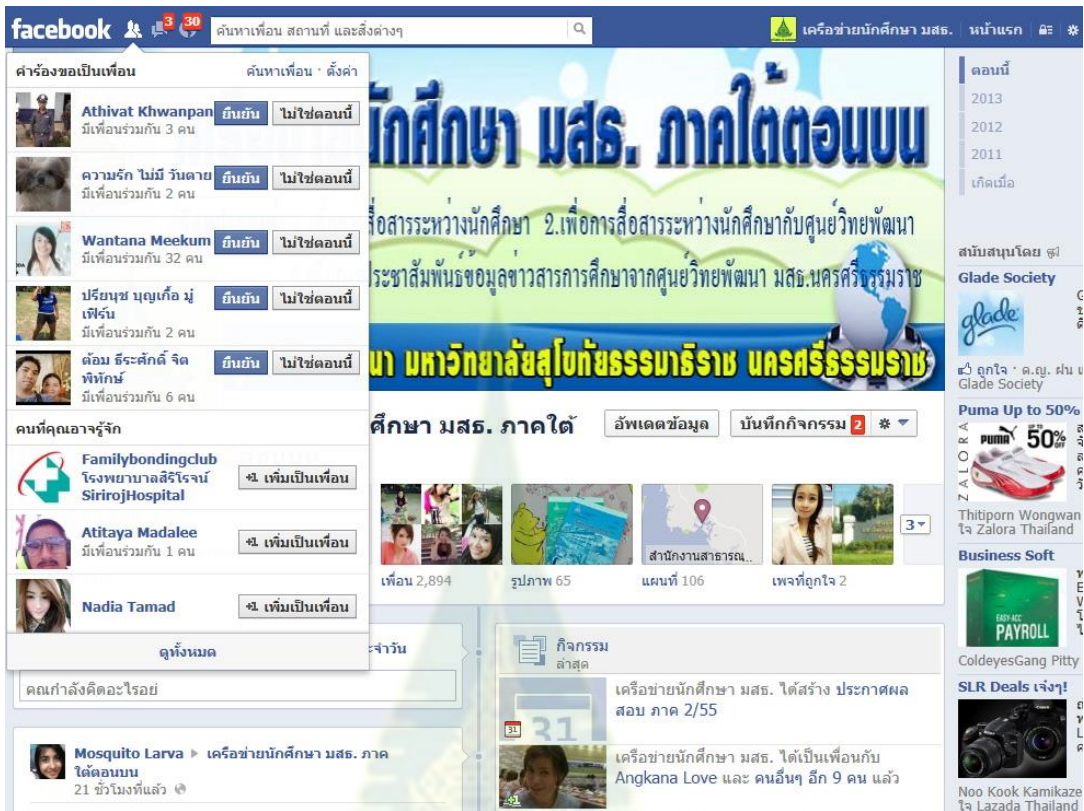 facebook 3 30 ค้นหาเพื่อน สถานที่ และสิ่งต่างๆ เครือข่ายนักศึกษา มสธ. หน้าแรก
คำร้องขอเป็นเพื่อน ค้นหาเพื่อน · ตั้งค่า
Athivat Khwanpan ยืนยัน ไม่ใช่ตอนนี้
มีเพื่อนร่วมกัน 3 คน
ความรัก ไม่มี วันตาย ยืนยัน ไม่ใช่ตอนนี้
มีเพื่อนร่วมกัน 2 คน
Wantana Meekum ยืนยัน ไม่ใช่ตอนนี้
มีเพื่อนร่วมกัน 32 คน
ปรียนุช บุญเกื้อ มู่ ยืนยัน ไม่ใช่ตอนนี้
เฟิร์น
มีเพื่อนร่วมกัน 2 คน
ต้อม ธีระศักดิ์ จิต ยืนยัน ไม่ใช่ตอนนี้
พิทักษ์
มีเพื่อนร่วมกัน 6 คน
คนที่คุณอาจรู้จัก
Familybondingclub
โรงพยาบาลสิริโรจน์ +1 เพิ่มเป็นเพื่อน
SirirojHospital
Atitaya Madalee +1 เพิ่มเป็นเพื่อน
มีเพื่อนร่วมกัน 1 คน
Nadia Tamad +1 เพิ่มเป็นเพื่อน
ดูทั้งหมด
นักศึกษา มสธ. ภาคใต้ตอนบน
สื่อสารระหว่างนักศึกษา 2.เพื่อการสื่อสารระหว่างนักศึกษากับศูนย์วิทยพัฒนา
ประชาสัมพันธ์ข้อมูลข่าวสารการศึกษาจากศูนย์วิทยพัฒนา มสธ.นครศรีธรรมราช
นา มหาวิทยาลัยสุโขทัยธรรมาธิราช นครศรีธรรมราช
ศึกษา มสธ. ภาคใต้ อัพเดตข้อมูล บันทึกกิจกรรม 2
สำนักงานสาธารณ... 3
เพื่อน 2,894 รูปภาพ 65 แผนที่ 106 เพจที่ถูกใจ 2
ะจำวัน
คุณกำลังคิดอะไรอยู่
Mosquito Larva ▶ เครือข่ายนักศึกษา มสธ. ภาค
ใต้ตอนบน
21 ชั่วโมงที่แล้ว
กิจกรรม
ล่าสุด
31
31
เครือข่ายนักศึกษา มสธ. ได้สร้าง ประกาศผล
สอบ ภาค 2/55
+1
เครือข่ายนักศึกษา มสธ. ได้เป็นเพื่อนกับ
Angkana Love และ คนอื่นๆ อีก 9 คน แล้ว
ตอนนี้
2013
2012
2011
เกิดเมื่อ
สนับสนุนโดย
Glade Society
glade
ถูกใจ · ด.ญ. ฝน
Glade Society
Puma Up to 50%
ZALORA PUMA UP TO 50% OFF
Thitiporn Wongwan
ใจ Zalora Thailand
Business Soft
EASY-ACC
PAYROLL
ColdeyesGang Pitty
SLR Deals เจ๋งๆ!
Canon
Noo Kook Kamikaze
ใจ Lazada Thailand